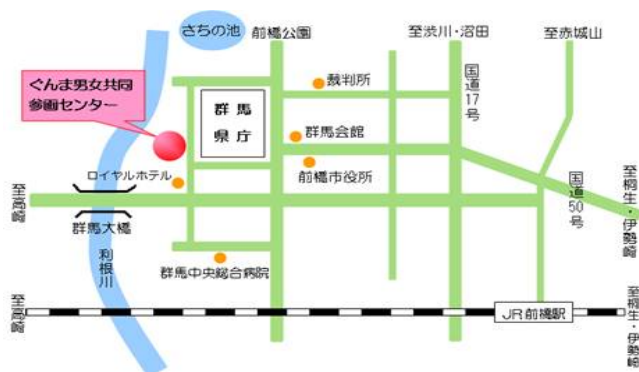 さちの池
前橋公園
至渋川・沼田
至赤城山
ぐんま男女共同
参画センター
裁判所
国道17号
群馬
県庁
群馬会館
前橋市役所
ロイヤルホテル
至高崎
国道50号
至桐生・伊勢崎
群馬大橋
利根川
群馬中央総合病院
至高崎
JR前橋駅
至桐生・伊勢崎